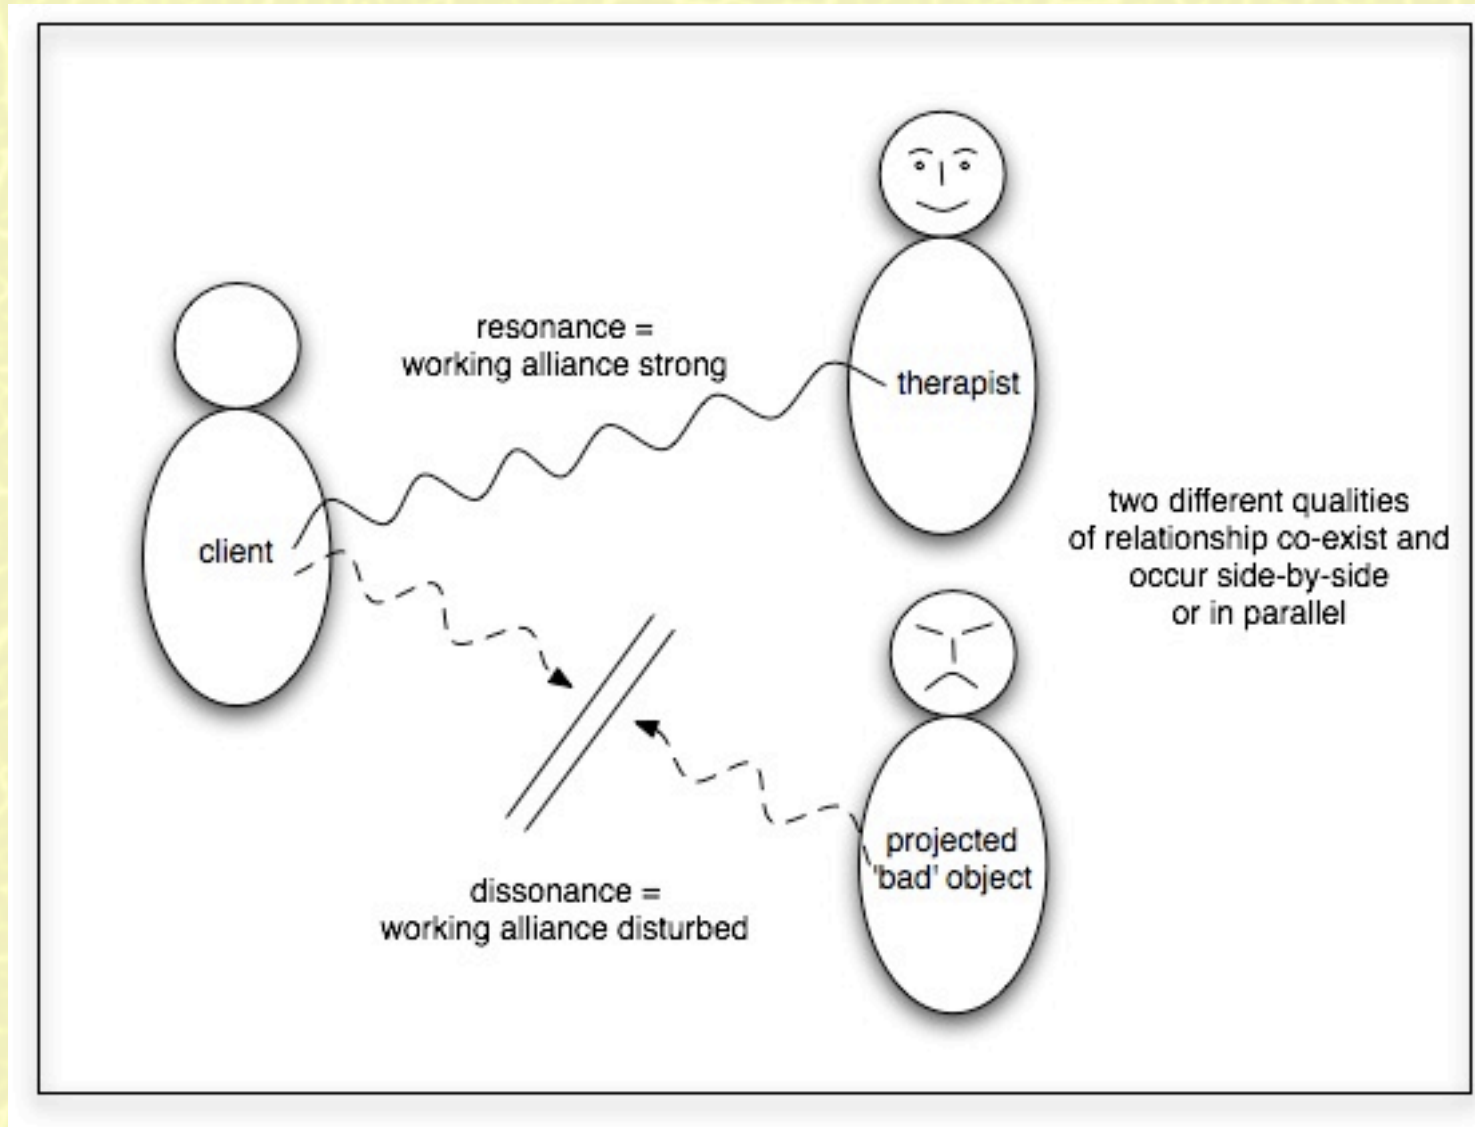 resonance =
working alliance strong
therapist
client
two different qualities
of relationship co-exist and
occur side-by-side
or in parallel
projected
'bad' object
dissonance =
working alliance disturbed